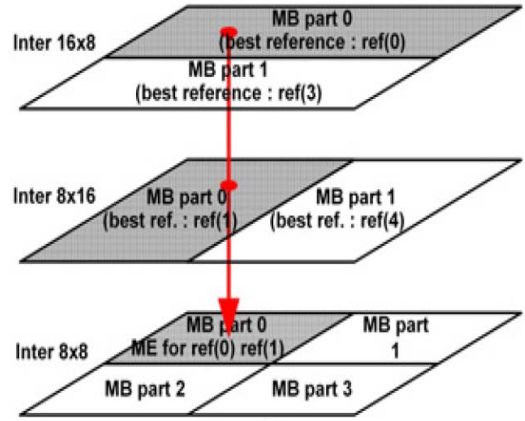 MB part 0
Inter 16x8
(best reference : ref(0)
MB part 1
(best reference : ref(3)
Inter 8x16
MB part 0
(best ref. : ref(1)
MB part 1
(best ref. : ref(4)
Inter 8x8
MB part 0
ME for ref(0) ref(1)
MB part
1
MB part 2
MB part 3